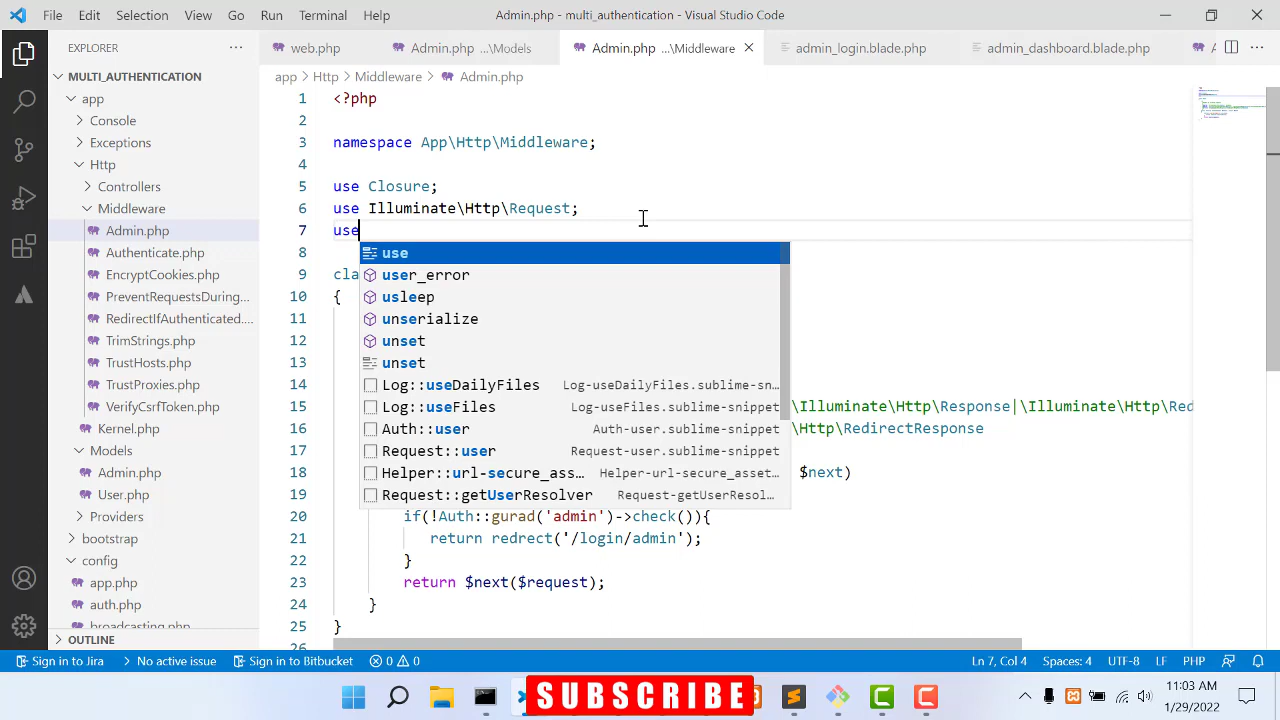 File Edit Selection View Go Run Terminal Help Admin.php - multi_authentication - Visual Studio Code
EXPLORER
web.php Admin.php ...\Models Admin.php ...\Middleware admin_login.blade.php admin_dashboard.blade.php
MULTI_AUTHENTICATION
app
Console
Exceptions
Http
Controllers
Middleware
Admin.php
Authenticate.php
EncryptCookies.php
PreventRequestsDuring...
RedirectIfAuthenticated....
TrimStrings.php
TrustHosts.php
TrustProxies.php
VerifyCsrfToken.php
Kernel.php
Models
Admin.php
User.php
Providers
bootstrap
config
app.php
auth.php
broadcasting.php
OUTLINE
app > Http > Middleware > Admin.php
1 <?php
2
3 namespace App\Http\Middleware;
4
5 use Closure;
6 use Illuminate\Http\Request;
7 use
8
9 cla
10 {
11
12
13
14
15 \Illuminate\Http\Response|\Illuminate\Http\Red
16 \Http\RedirectResponse
17
18 $next)
19
20 if(!Auth::gurad('admin')->check()){
21 return redrect('/login/admin');
22 }
23 return $next($request);
24 }
25 }
26
use
user_error
usleep
unserialize
unset
unset
Log::useDailyFiles Log-useDailyFiles.sublime-sn...
Log::useFiles Log-useFiles.sublime-snippet
Auth::user Auth-user.sublime-snippet
Request::user Request-user.sublime-snippet
Helper::url-secure_ass... Helper-url-secure_asset...
Request::getUserResolver Request-getUserResol...
Sign in to Jira No active issue Sign in to Bitbucket 0 0 Ln 7, Col 4 Spaces: 4 UTF-8 LF PHP
SUBSCRIBE
11:03 AM
1/29/2022